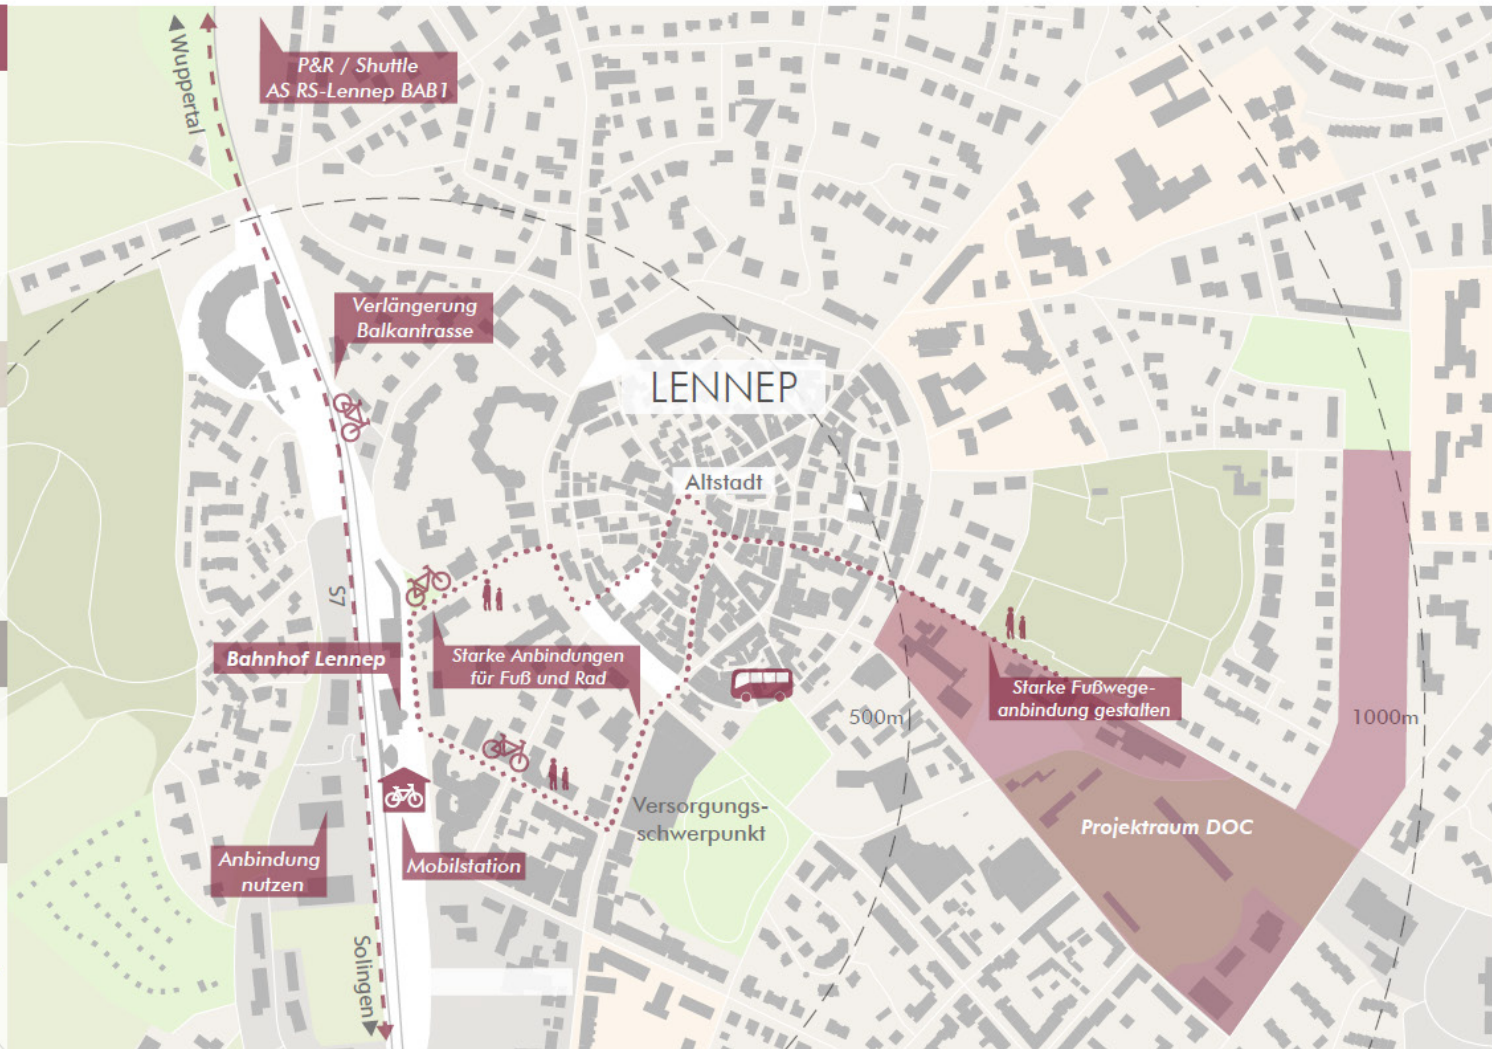 Wuppertal
P&R / Shuttle
AS RS-Lennep BAB1
Verlängerung
Balkantrasse
LENNEP
Altstadt
S7
Bahnhof Lennep
Starke Anbindungen
für Fuß und Rad
Starke Fußwege-
anbindung gestalten
500m
1000m
Versorgungs-
schwerpunkt
Projektraum DOC
Anbindung
nutzen
Mobilstation
Solingen